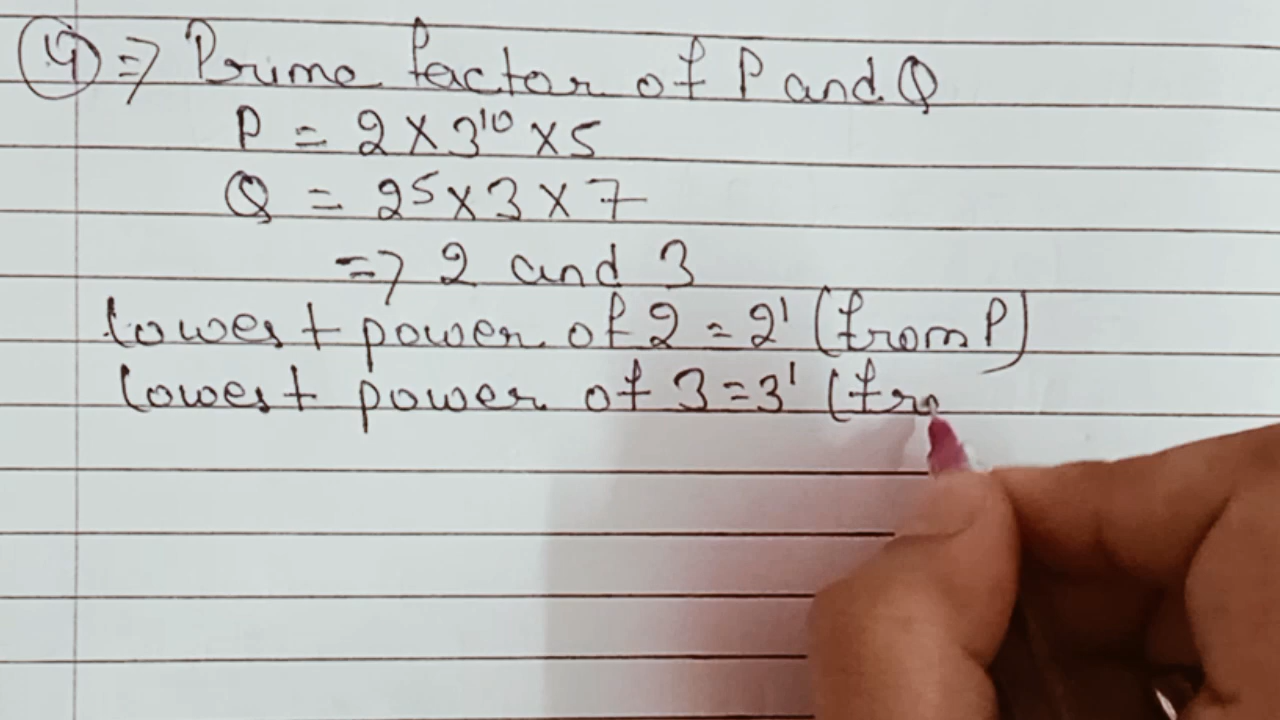 4 => Prime factor of P and Q
P = 2 × 3¹⁰ × 5
Q = 2⁵ × 3 × 7
=> 2 and 3
lowest power of 2 = 2¹ (from P)
lowest power of 3 = 3¹ (fro